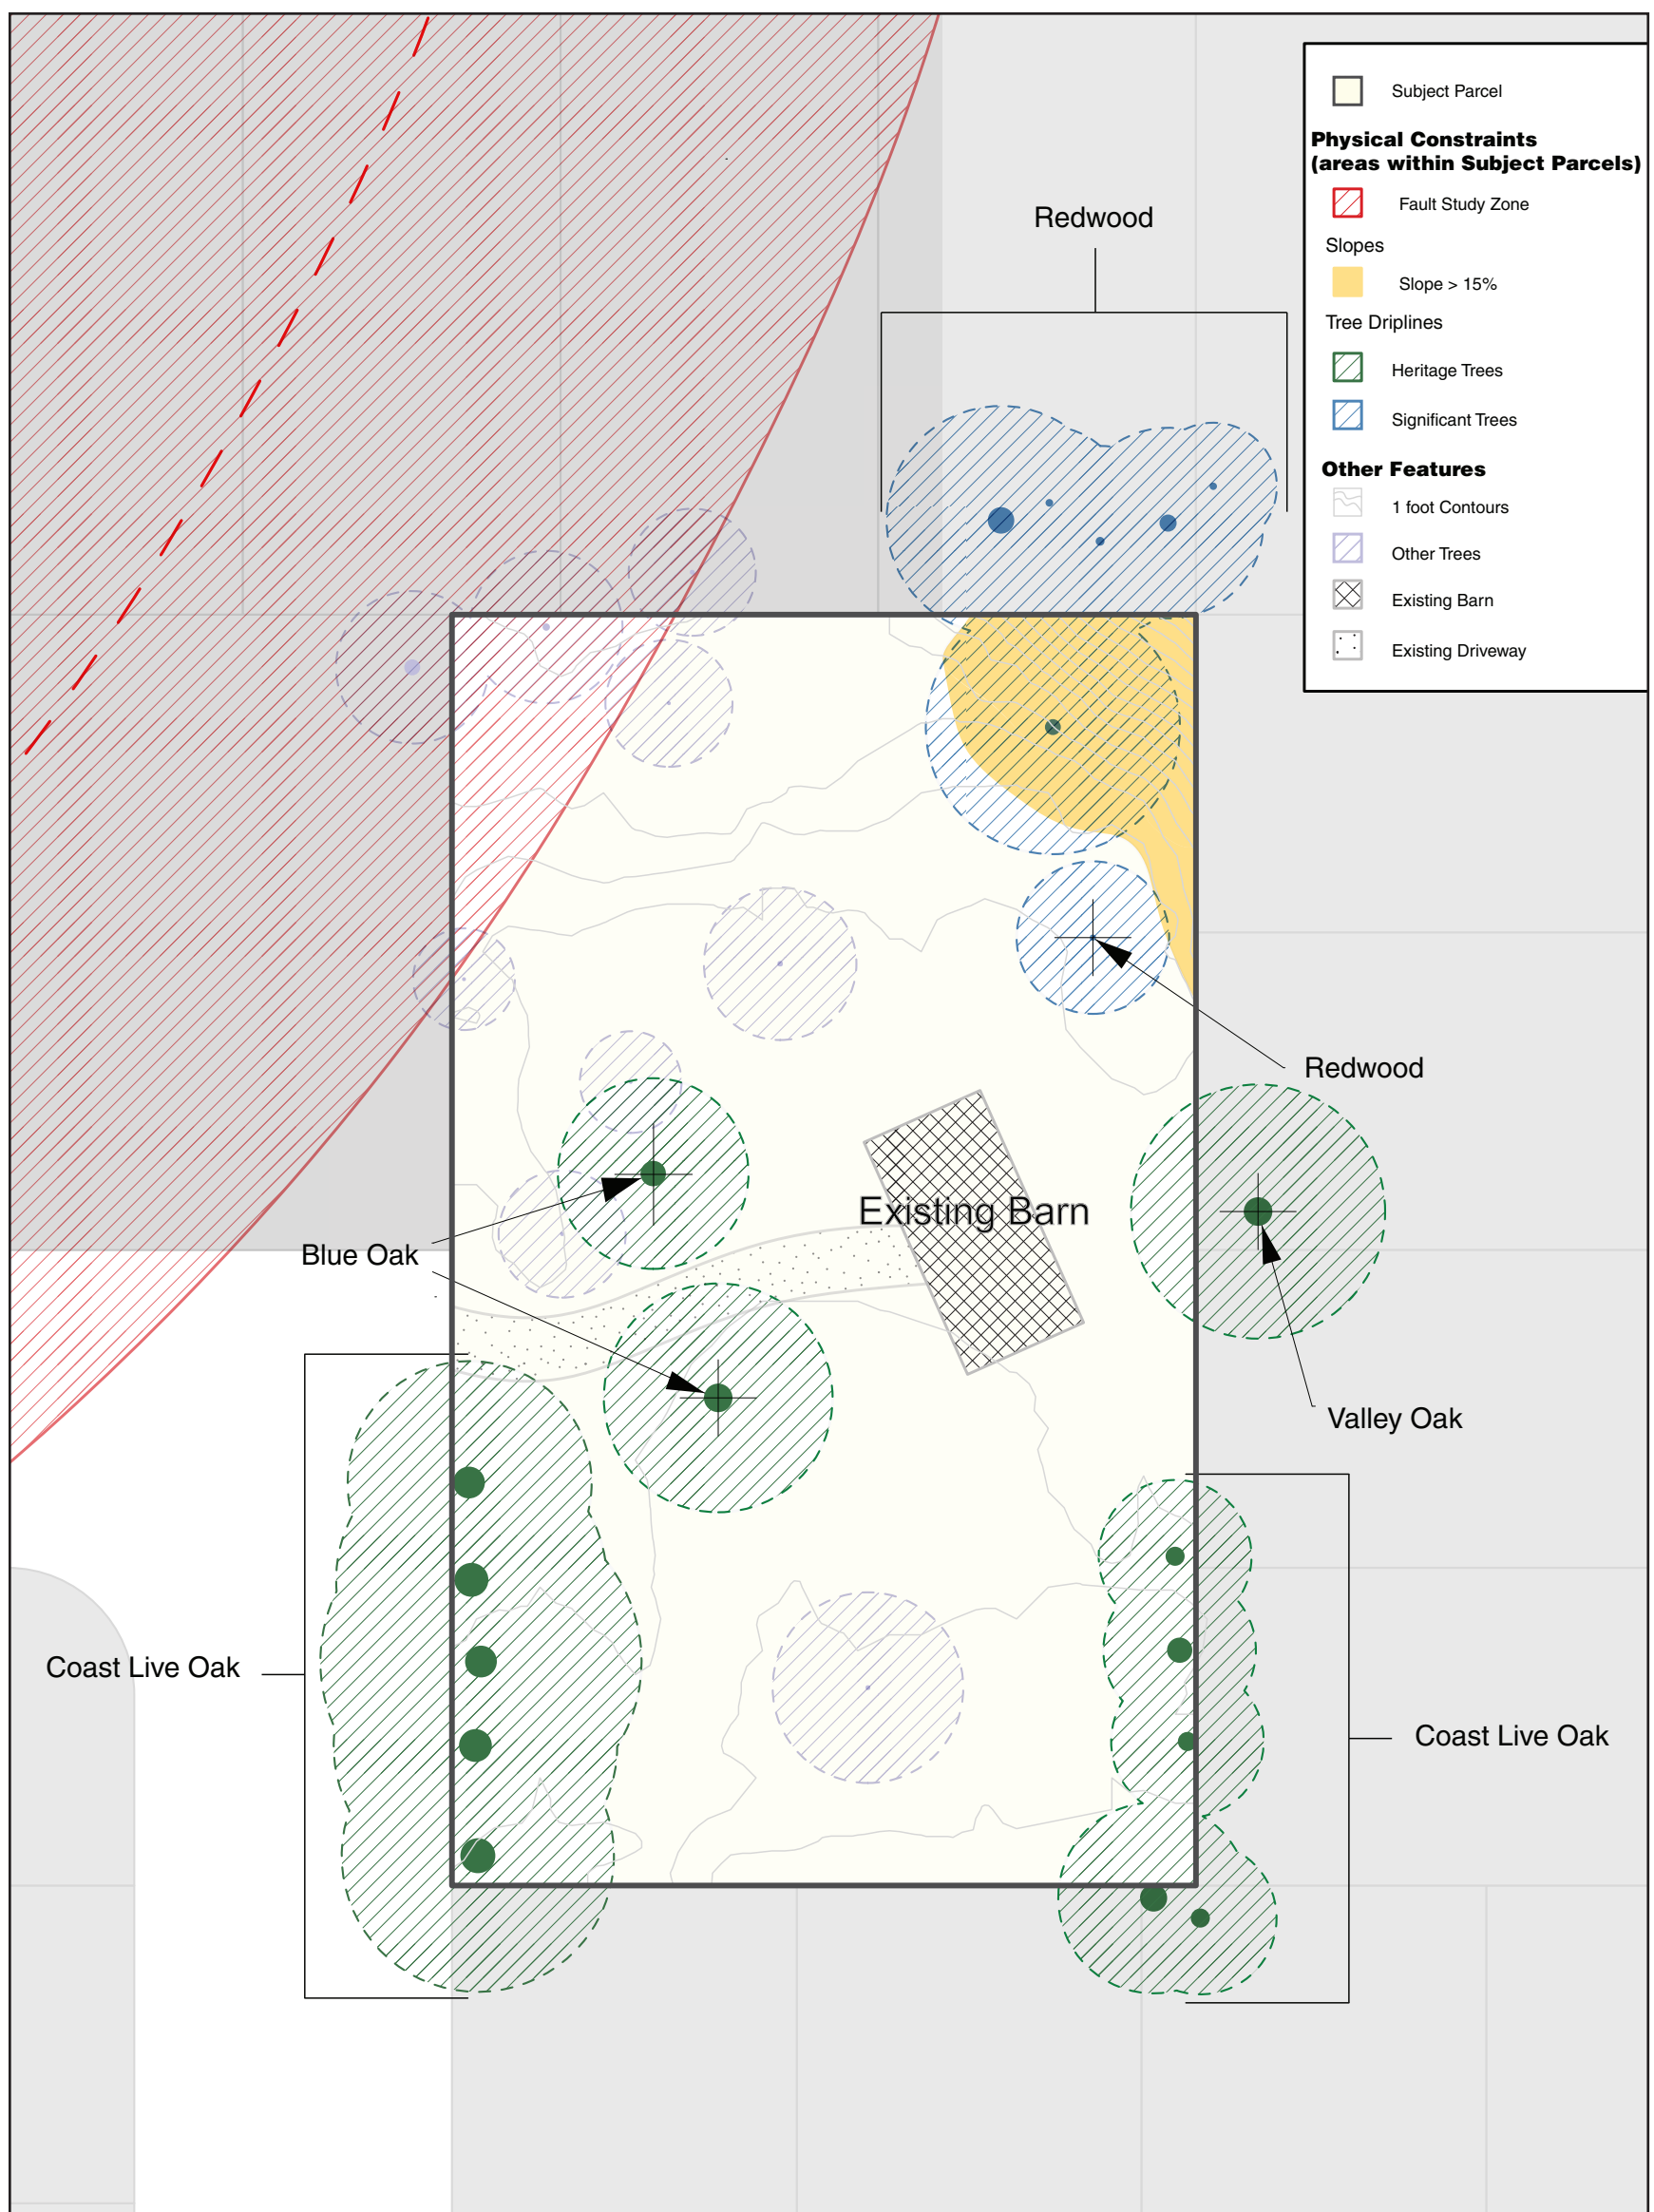 Subject Parcel
Physical Constraints
(areas within Subject Parcels)
Fault Study Zone
Slopes
Slope > 15%
Tree Driplines
Heritage Trees
Significant Trees
Other Features
1 foot Contours
Other Trees
Existing Barn
Existing Driveway
Redwood
Redwood
Existing Barn
Blue Oak
Valley Oak
Coast Live Oak
Coast Live Oak